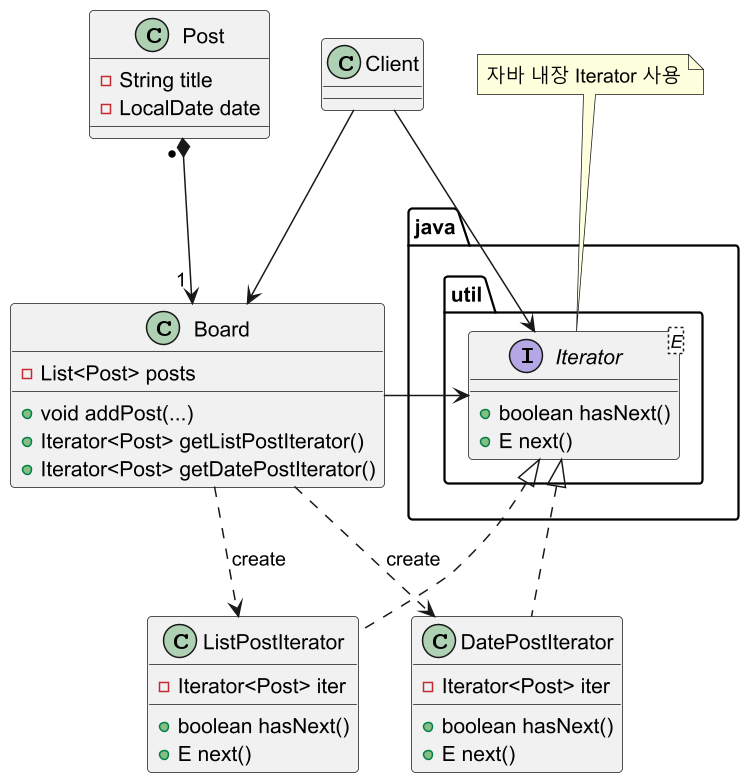 C Post
String title
LocalDate date
C Client
자바 내장 Iterator 사용
java
util
I Iterator E
boolean hasNext()
E next()
1
C Board
List<Post> posts
void addPost(...)
Iterator<Post> getListPostIterator()
Iterator<Post> getDatePostIterator()
create
create
C ListPostIterator
Iterator<Post> iter
boolean hasNext()
E next()
C DatePostIterator
Iterator<Post> iter
boolean hasNext()
E next()